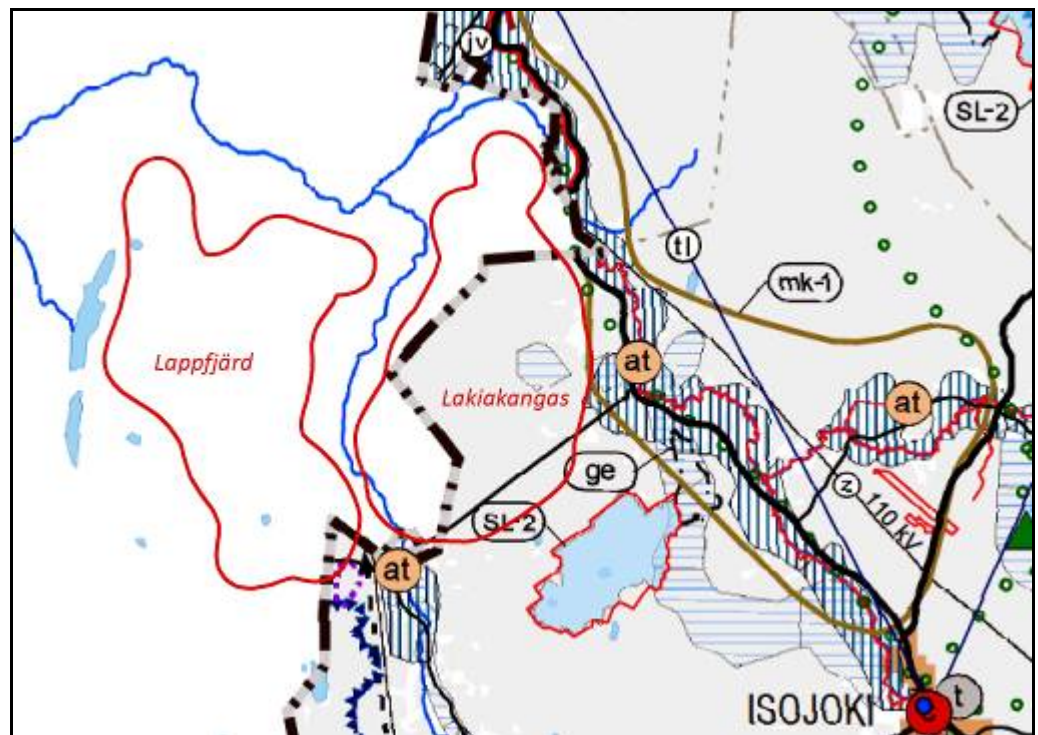 jv
SL-2
tl
mk-1
Lappfjärd
at
Lakiakangas
at
ge
z 110 kV
SL-2
at
ISOJOKI
t